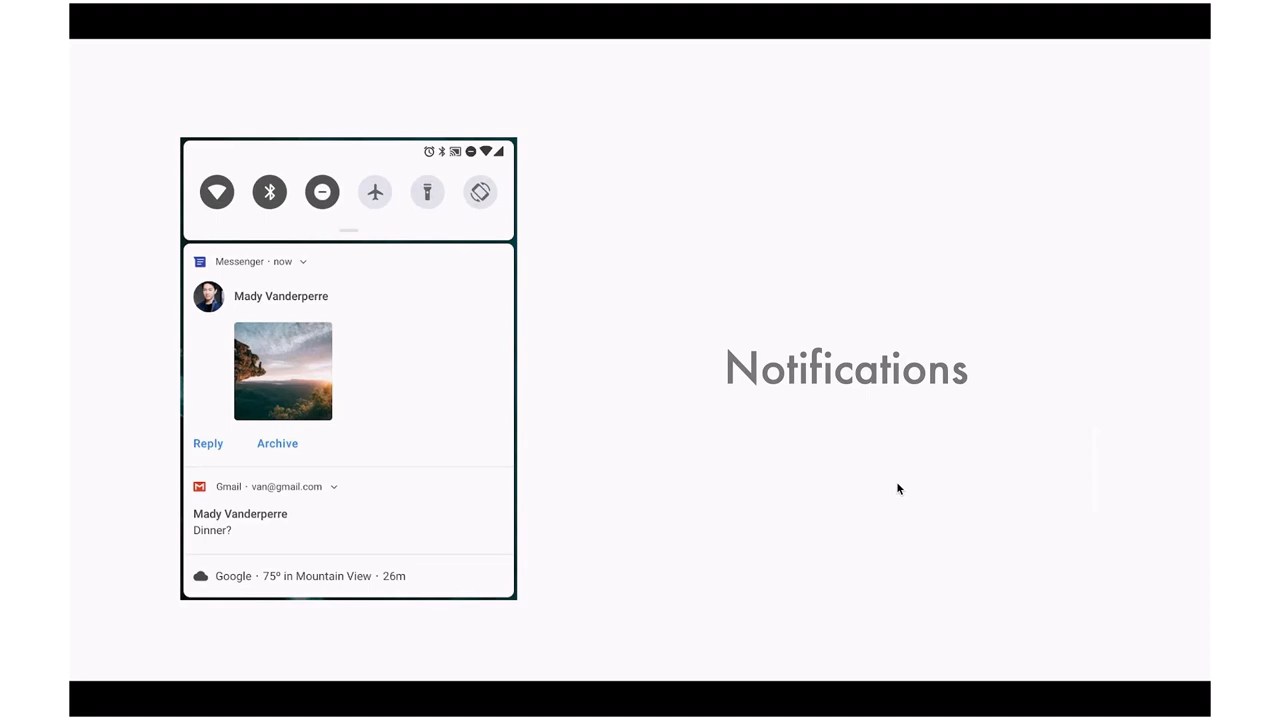 Messenger · now
Mady Vanderperre
Reply Archive
Gmail · van@gmail.com
Mady Vanderperre
Dinner?
Google · 75º in Mountain View · 26m
Notifications